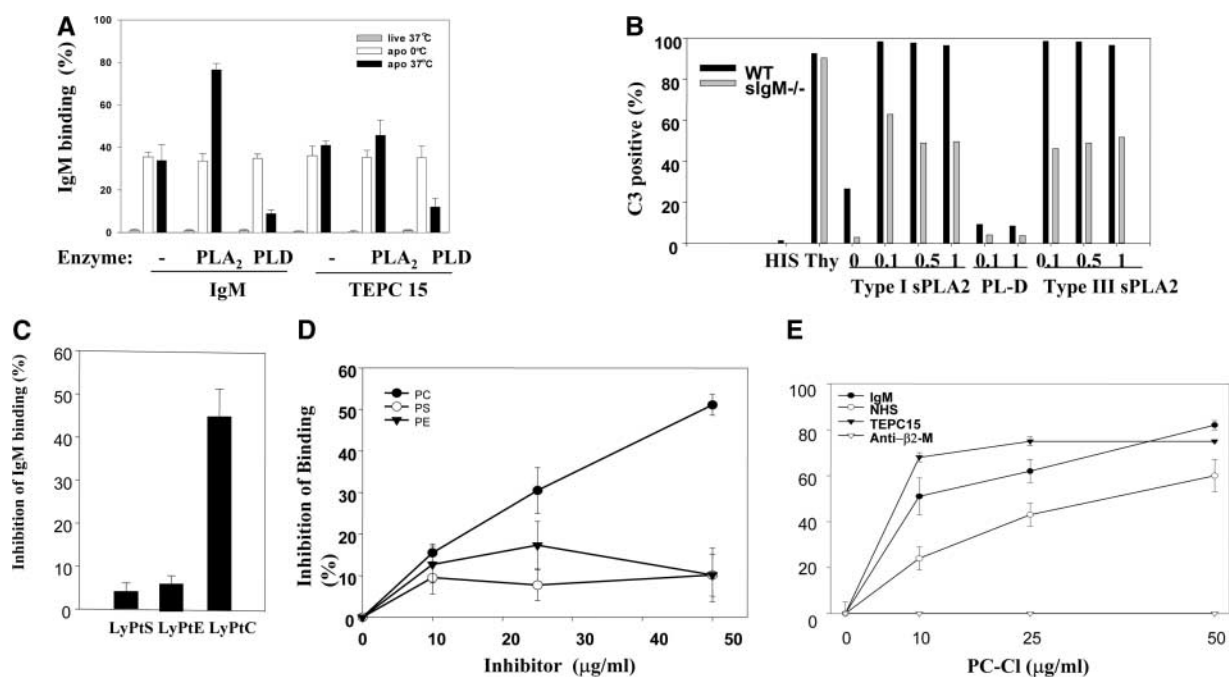 A
IgM binding (%)
100
80
60
40
20
0
live 37°C
apo 0°C
apo 37°C
Enzyme: - PLA2 PLD - PLA2 PLD
IgM TEPC 15
B
C3 positive (%)
100
80
60
40
20
0
WT
sIgM-/-
HIS Thy 0 0.1 0.5 1 0.1 1 0.1 0.5 1
Type I sPLA2 PL-D Type III sPLA2
C
Inhibition of IgM binding (%)
60
50
40
30
20
10
0
LyPtS LyPtE LyPtC
D
Inhibition of Binding (%)
60
50
40
30
20
10
0
PC
PS
PE
0 10 20 30 40 50
Inhibitor (µg/ml)
E
100
80
60
40
20
0
IgM
NHS
TEPC15
Anti-β2-M
0 10 25 50
PC-Cl (µg/ml)